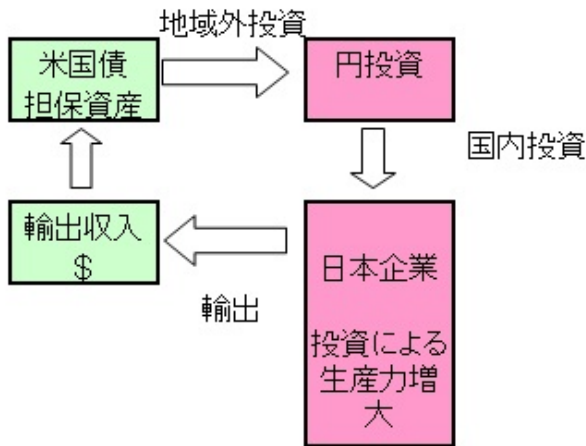 地域外投資
米国債
担保資産
円投資
国内投資
輸出収入
$
輸出
日本企業
投資による
生産力増
大